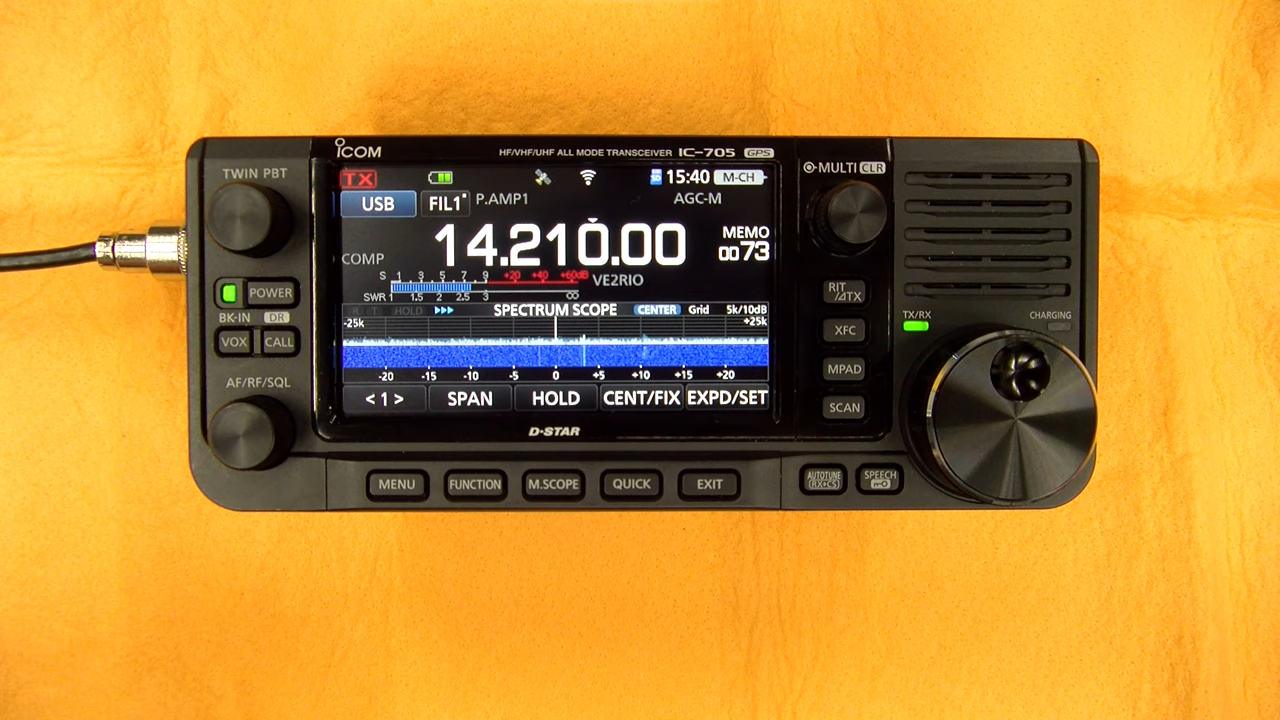 ICOM
HF/VHF/UHF ALL MODE TRANSCEIVER IC-705 GPS
TWIN PBT
MULTI CLR
TX 15:40 M-CH
USB FIL1 P.AMP1 AGC-M
14.210.00
MEMO
0073
COMP
S 1 3 5 7 9 +20 +40 +60dB VE2RIO
SWR 1 1.5 2 2.5 3 ∞
POWER
BK-IN DR
VOX CALL
AF/RF/SQL
R T HOLD SPECTRUM SCOPE CENTER Grid 5k/10dB
-25k +25k
-20 -15 -10 -5 0 +5 +10 +15 +20
< 1 > SPAN HOLD CENT/FIX EXPD/SET
D-STAR
RIT
/∂TX
XFC
MPAD
SCAN
TX/RX CHARGING
MENU FUNCTION M.SCOPE QUICK EXIT
AUTOTUNE
RX→CS
SPEECH